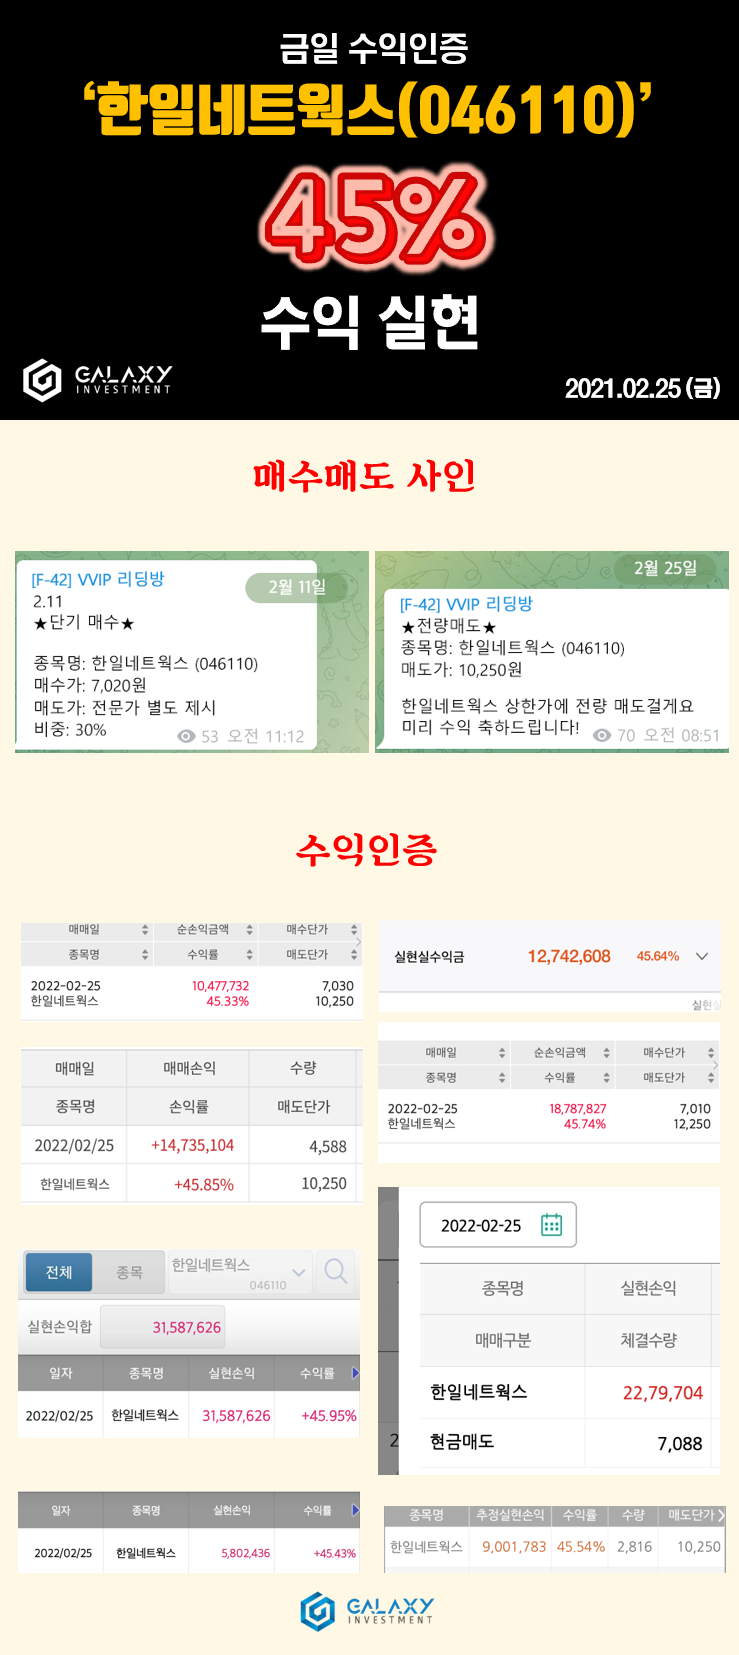 금일 수익인증
‘한일네트웍스(046110)’
45%
수익 실현
GALAXY
INVESTMENT
2021.02.25 (금)
매수매도 사인
[F-42] VVIP 리딩방
2월 11일
2.11
★단기 매수★
종목명: 한일네트웍스 (046110)
매수가: 7,020원
매도가: 전문가 별도 제시
비중: 30%
53 오전 11:12
2월 25일
[F-42] VVIP 리딩방
★전량매도★
종목명: 한일네트웍스 (046110)
매도가: 10,250원
한일네트웍스 상한가에 전량 매도걸게요
미리 수익 축하드립니다!
70 오전 08:51
수익인증
매매일 순손익금액 매수단가
종목명 수익률 매도단가
2022-02-25 10,477,732 7,030
한일네트웍스 45.33% 10,250
실현실수익금 12,742,608 45.64%
실현실
매매일 매매손익 수량
종목명 손익률 매도단가
2022/02/25 +14,735,104 4,588
한일네트웍스 +45.85% 10,250
매매일 순손익금액 매수단가
종목명 수익률 매도단가
2022-02-25 18,787,827 7,010
한일네트웍스 45.74% 12,250
전체 종목 한일네트웍스
046110
실현손익합 31,587,626
일자 종목명 실현손익 수익률
2022/02/25 한일네트웍스 31,587,626 +45.95%
2022-02-25
종목명 실현손익
매매구분 체결수량
한일네트웍스 22,79,704
2 현금매도 7,088
일자 종목명 실현손익 수익률
2022/02/25 한일네트웍스 5,802,436 +45.43%
종목명 추정실현손익 수익률 수량 매도단가
한일네트웍스 9,001,783 45.54% 2,816 10,250
GALAXY
INVESTMENT